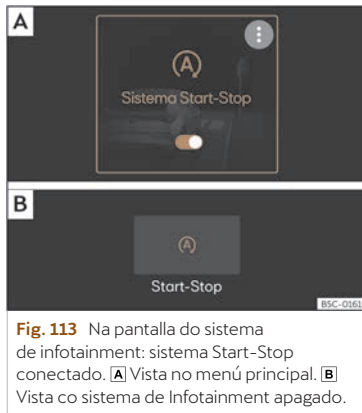 A
A
Sistema Start-Stop
B
A
Start-Stop
BSC-0161
Fig. 113 Na pantalla do sistema
de infotainment: sistema Start-Stop
conectado. A Vista no menú principal. B
Vista co sistema de Infotainment apagado.